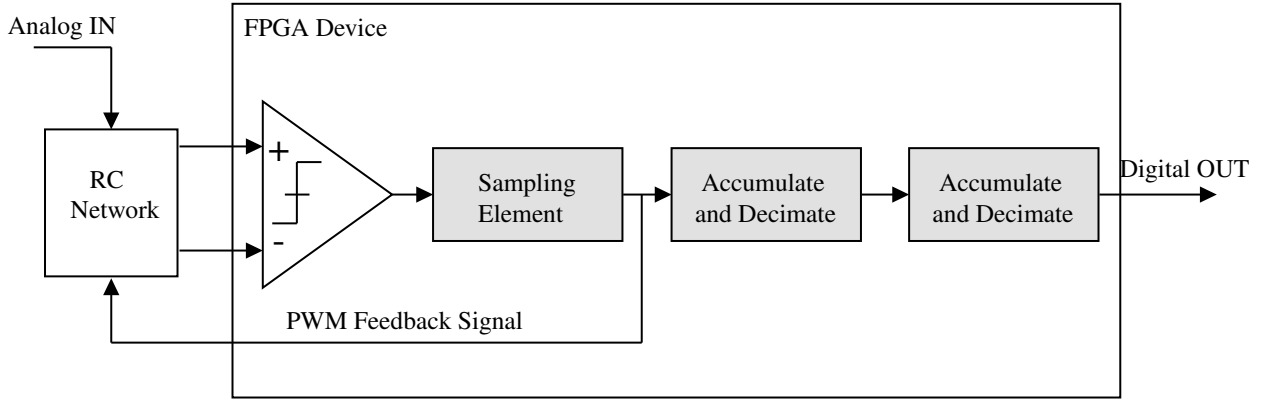 Analog IN
FPGA Device
RC
Network
+
-
Sampling
Element
Accumulate
and Decimate
Accumulate
and Decimate
Digital OUT
PWM Feedback Signal